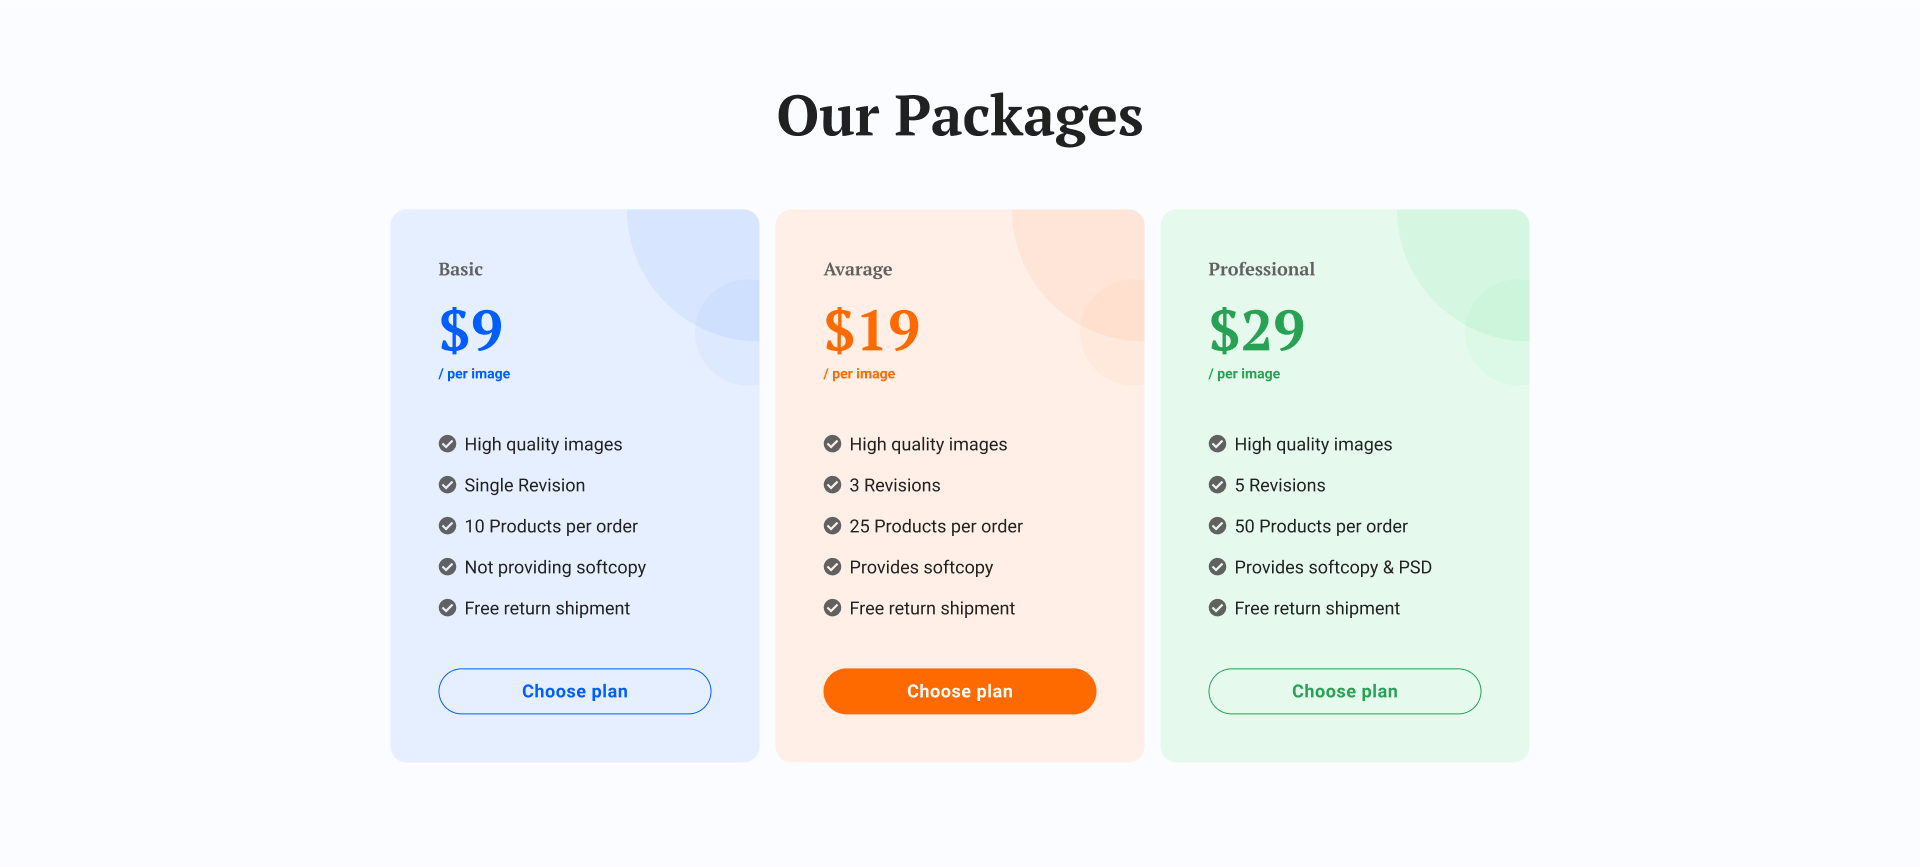 Our Packages
Basic
$9
/ per image
High quality images
Single Revision
10 Products per order
Not providing softcopy
Free return shipment
Choose plan
Avarage
$19
/ per image
High quality images
3 Revisions
25 Products per order
Provides softcopy
Free return shipment
Choose plan
Professional
$29
/ per image
High quality images
5 Revisions
50 Products per order
Provides softcopy & PSD
Free return shipment
Choose plan